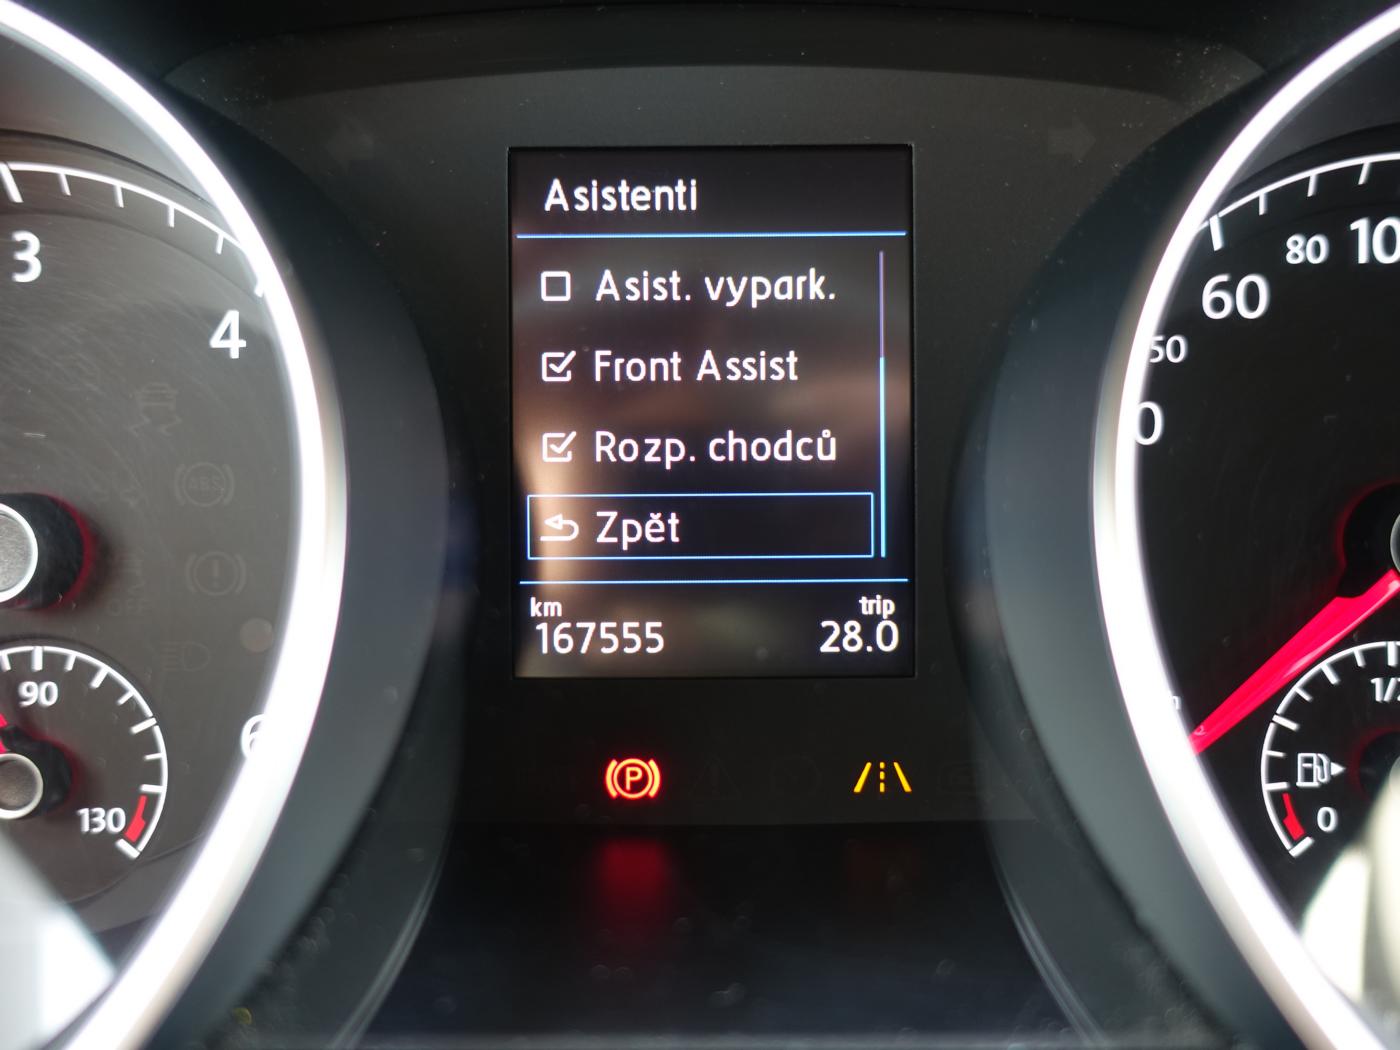 Asistenti
Asist. vypark.
Front Assist
Rozp. chodců
Zpět
km
trip
167555
28.0
3
4
90
130
P
60
80
50
0
ABS